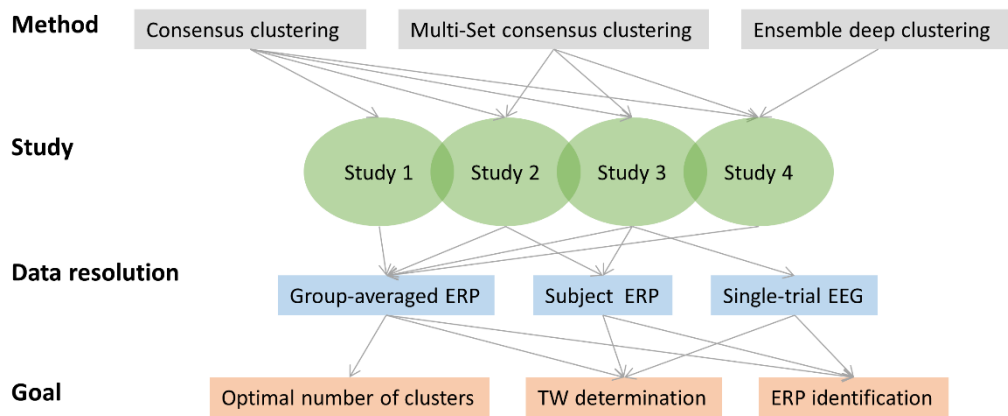 Method
Consensus clustering
Multi-Set consensus clustering
Ensemble deep clustering
Study
Study 1
Study 2
Study 3
Study 4
Data resolution
Group-averaged ERP
Subject ERP
Single-trial EEG
Goal
Optimal number of clusters
TW determination
ERP identification